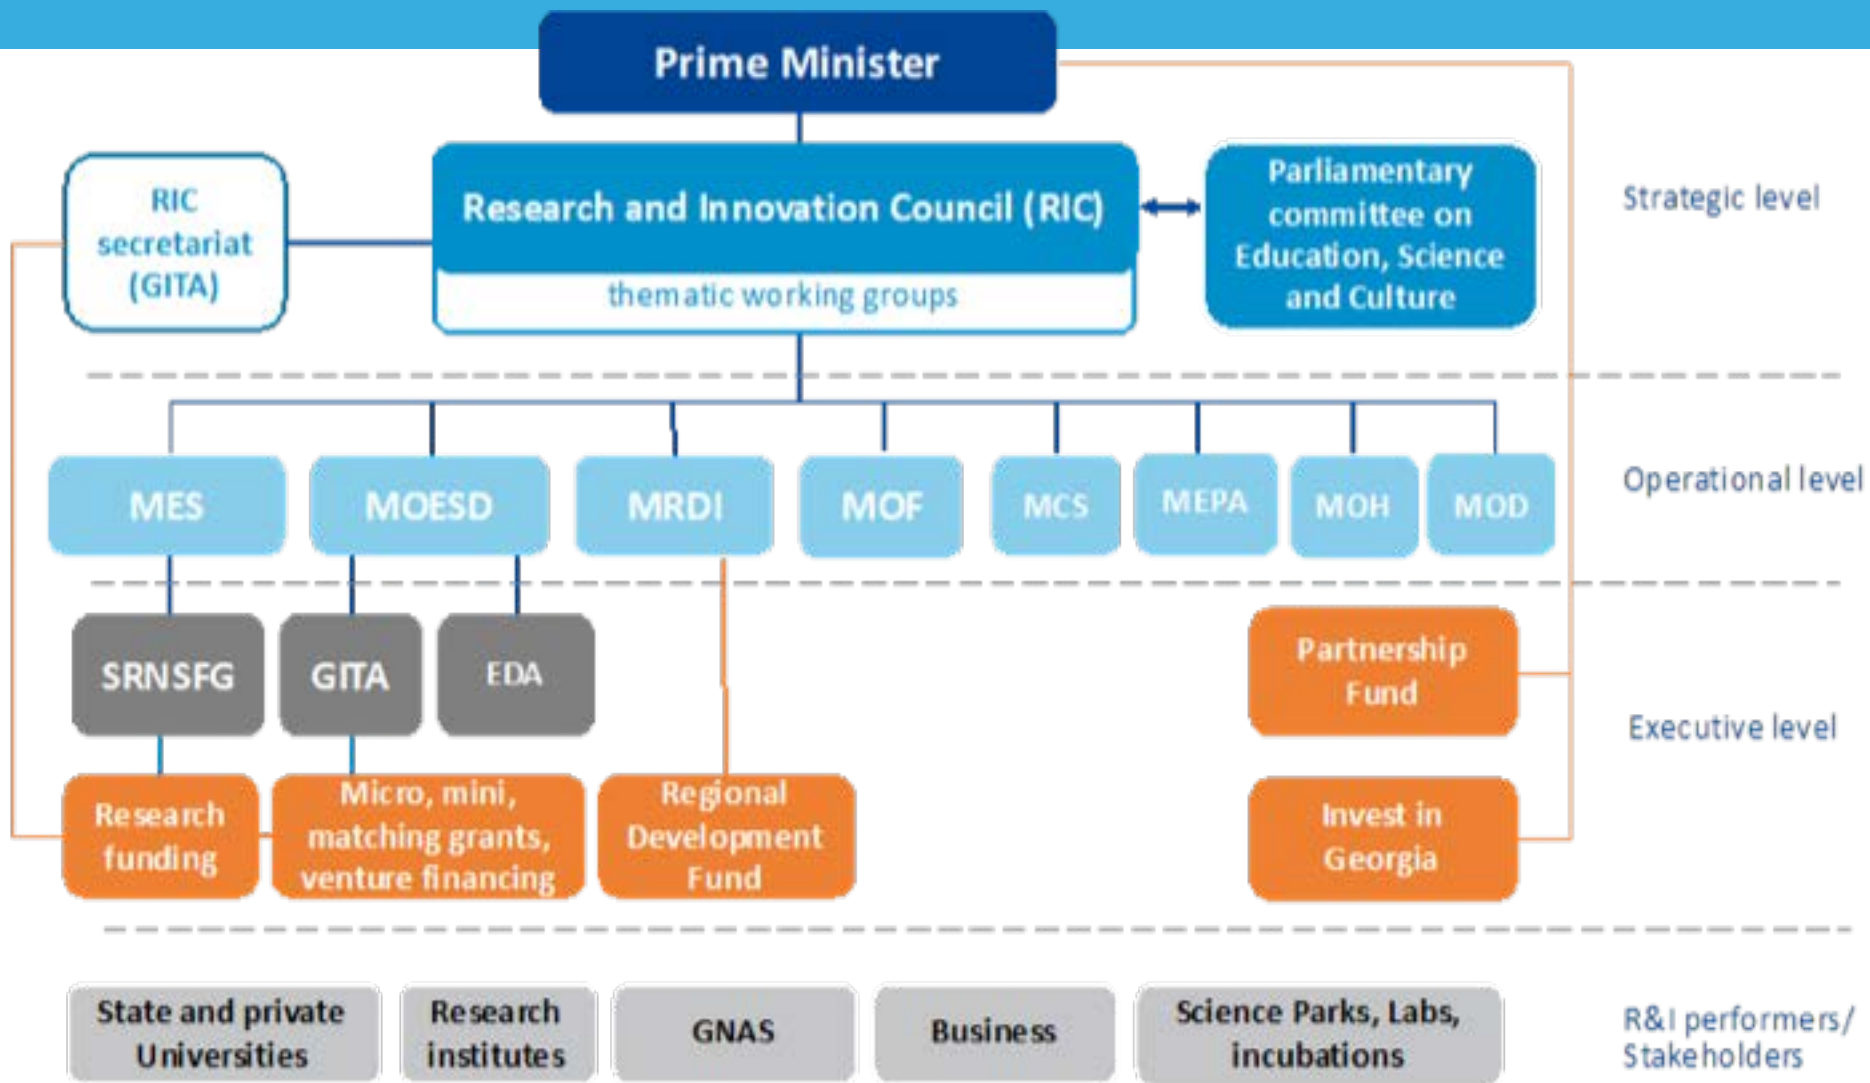 Prime Minister
RIC
secretariat
(GITA)
Research and Innovation Council (RIC)
thematic working groups
Parliamentary
committee on
Education, Science
and Culture
Strategic level
MES
MOESD
MRDI
MOF
MCS
MEPA
MOH
MOD
Operational level
SRNSFG
GITA
EDA
Partnership
Fund
Executive level
Research
funding
Micro, mini,
matching grants,
venture financing
Regional
Development
Fund
Invest in
Georgia
State and private
Universities
Research
institutes
GNAS
Business
Science Parks, Labs,
incubations
R&I performers/
Stakeholders